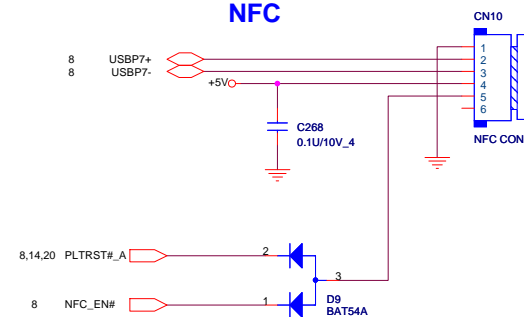 NFC
CN10
1
8 USBP7+ 2
8 USBP7- 3
+5V 4
5
6
C268
0.1U/10V_4
NFC CON
8,14,20 PLTRST#_A 2
3
8 NFC_EN# 1
D9
BAT54A